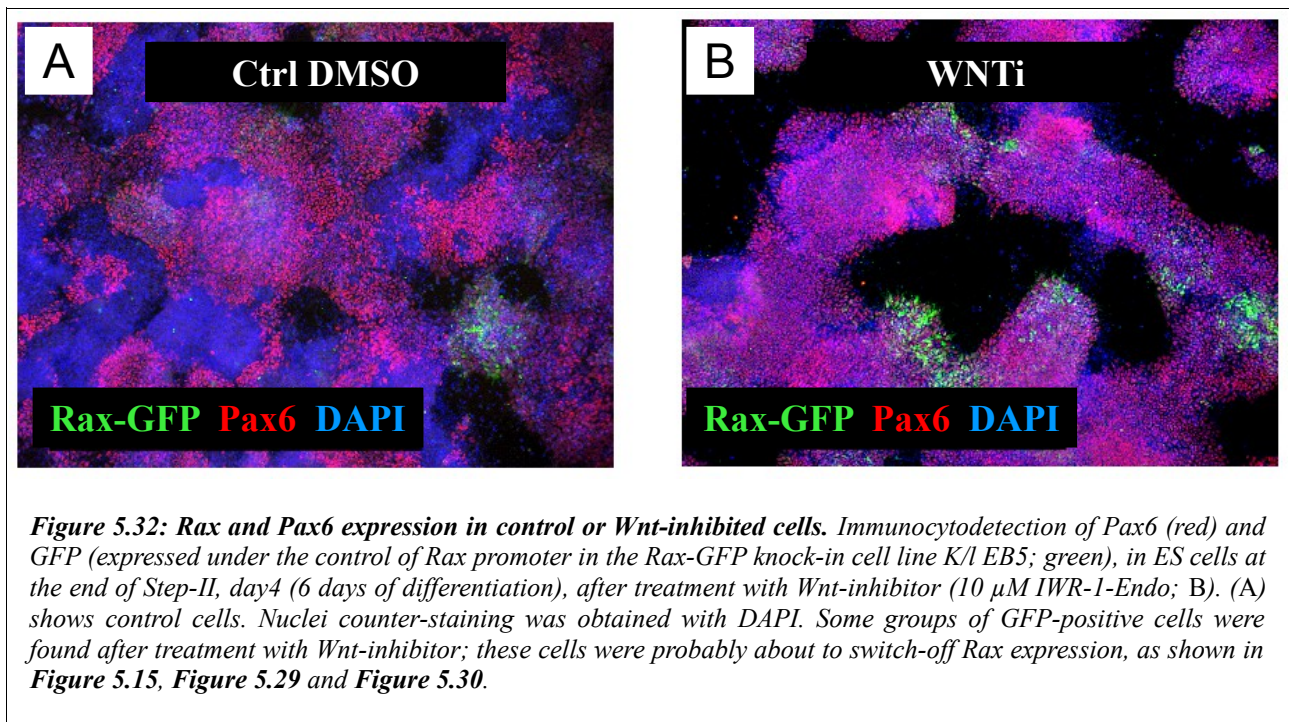 A
Ctrl DMSO
Rax-GFP Pax6 DAPI
B
WNTi
Rax-GFP Pax6 DAPI
Figure 5.32: Rax and Pax6 expression in control or Wnt-inhibited cells. Immunocytodetection of Pax6 (red) and
GFP (expressed under the control of Rax promoter in the Rax-GFP knock-in cell line K/l EB5; green), in ES cells at
the end of Step-II, day4 (6 days of differentiation), after treatment with Wnt-inhibitor (10 µM IWR-1-Endo; B). (A)
shows control cells. Nuclei counter-staining was obtained with DAPI. Some groups of GFP-positive cells were
found after treatment with Wnt-inhibitor; these cells were probably about to switch-off Rax expression, as shown in
Figure 5.15, Figure 5.29 and Figure 5.30.